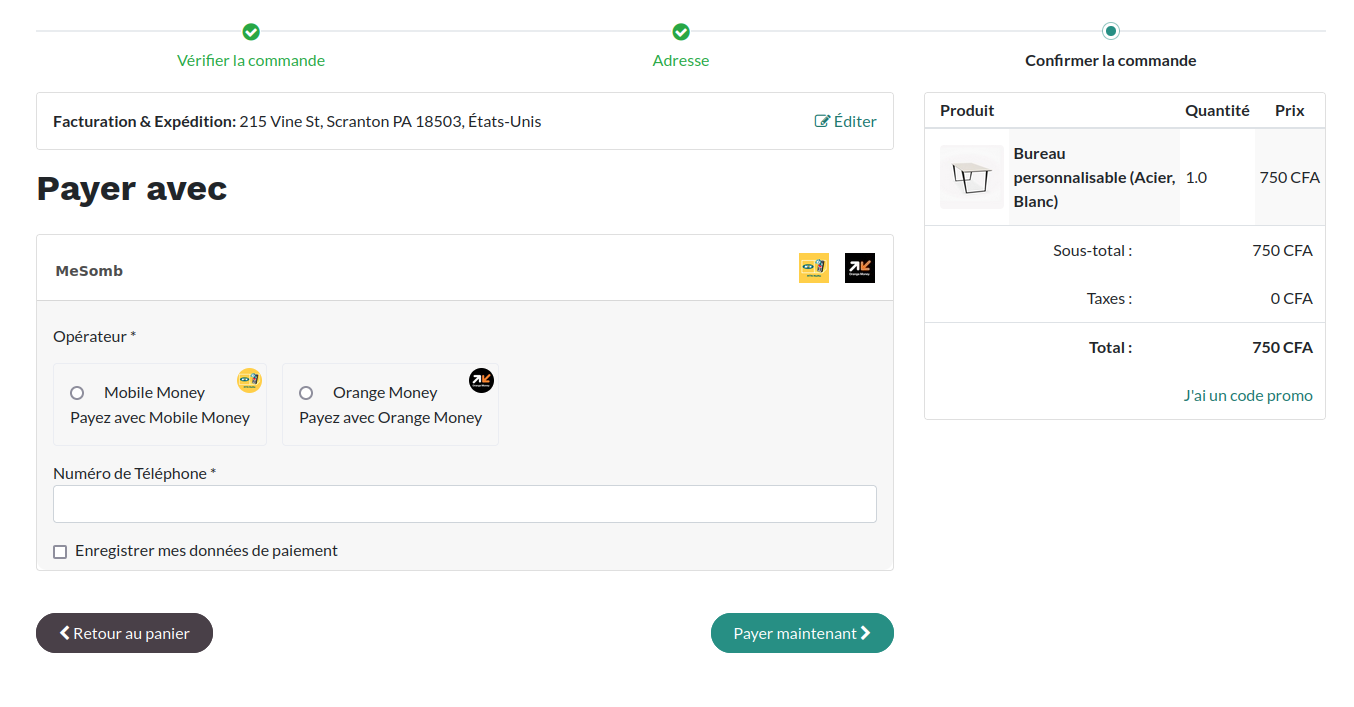 Vérifier la commande
Adresse
Confirmer la commande
Facturation & Expédition: 215 Vine St, Scranton PA 18503, États-Unis
Éditer
Payer avec
MeSomb
Opérateur *
Mobile Money
Payez avec Mobile Money
Orange Money
Payez avec Orange Money
Numéro de Téléphone *
Enregistrer mes données de paiement
Retour au panier
Payer maintenant
Produit Quantité Prix
Bureau
personnalisable (Acier, 1.0 750 CFA
Blanc)
Sous-total : 750 CFA
Taxes : 0 CFA
Total : 750 CFA
J'ai un code promo